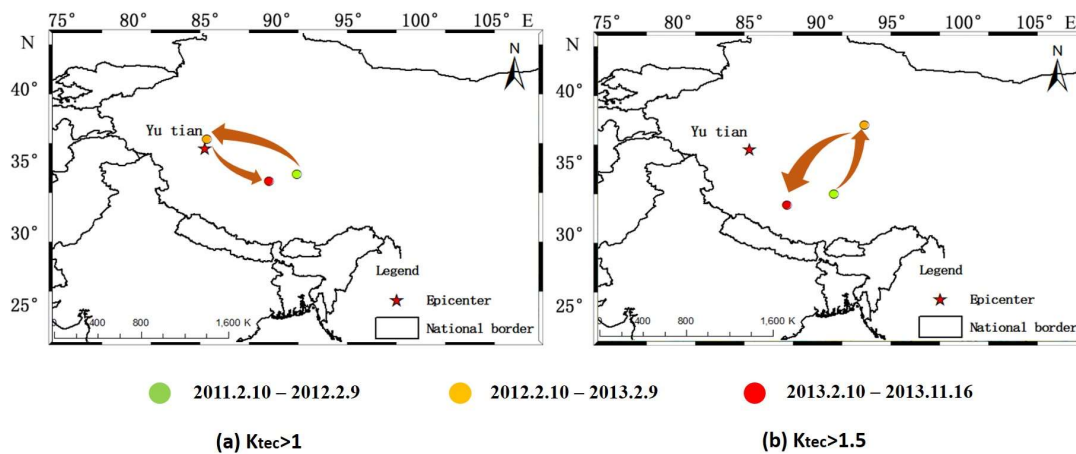 75° 80° 85° 90° 95° 100° 105° E
N
N
40°
Yu tian
35°
30°
25°
Legend
Epicenter
National border
0 400 800 1,600 K
75° 80° 85° 90° 95° 100° 105° E
N
N
40°
Yu tian
35°
30°
25°
Legend
Epicenter
National border
0 400 800 1,600 K
2011.2.10 – 2012.2.9 2012.2.10 – 2013.2.9 2013.2.10 – 2013.11.16
(a) Ktec>1 (b) Ktec>1.5